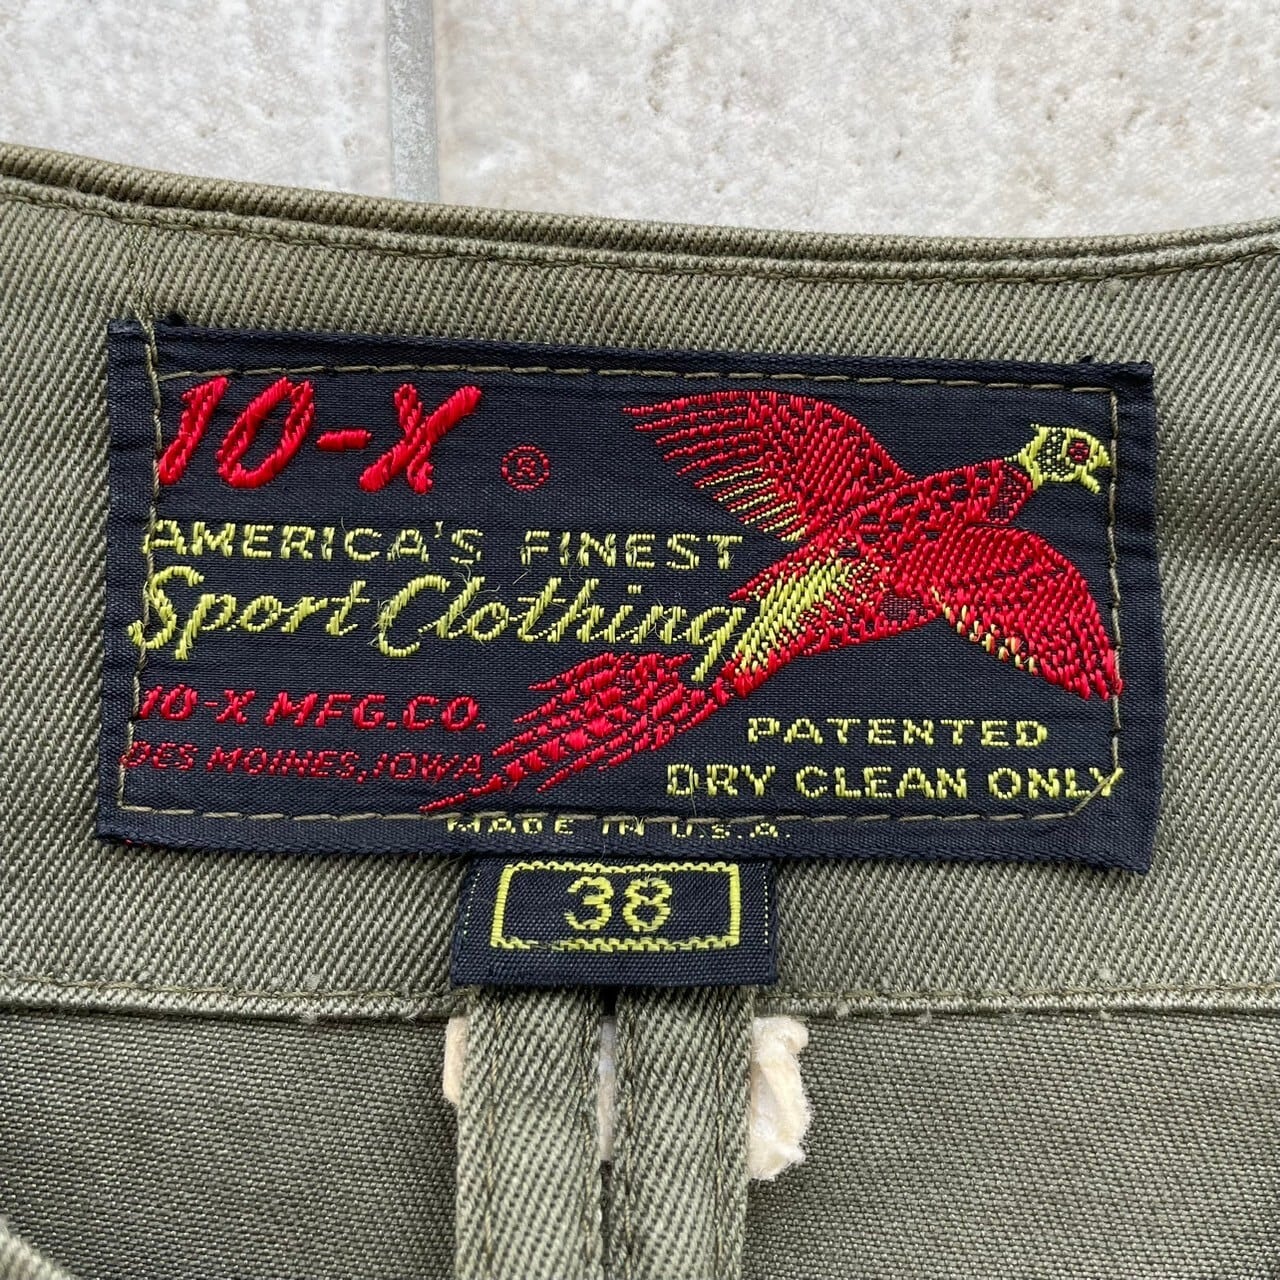 10-X ®
AMERICA'S FINEST
Sport Clothing
10-X MFG.CO.
DES MOINES, IOWA
PATENTED
DRY CLEAN ONLY
MADE IN U.S.A.
38